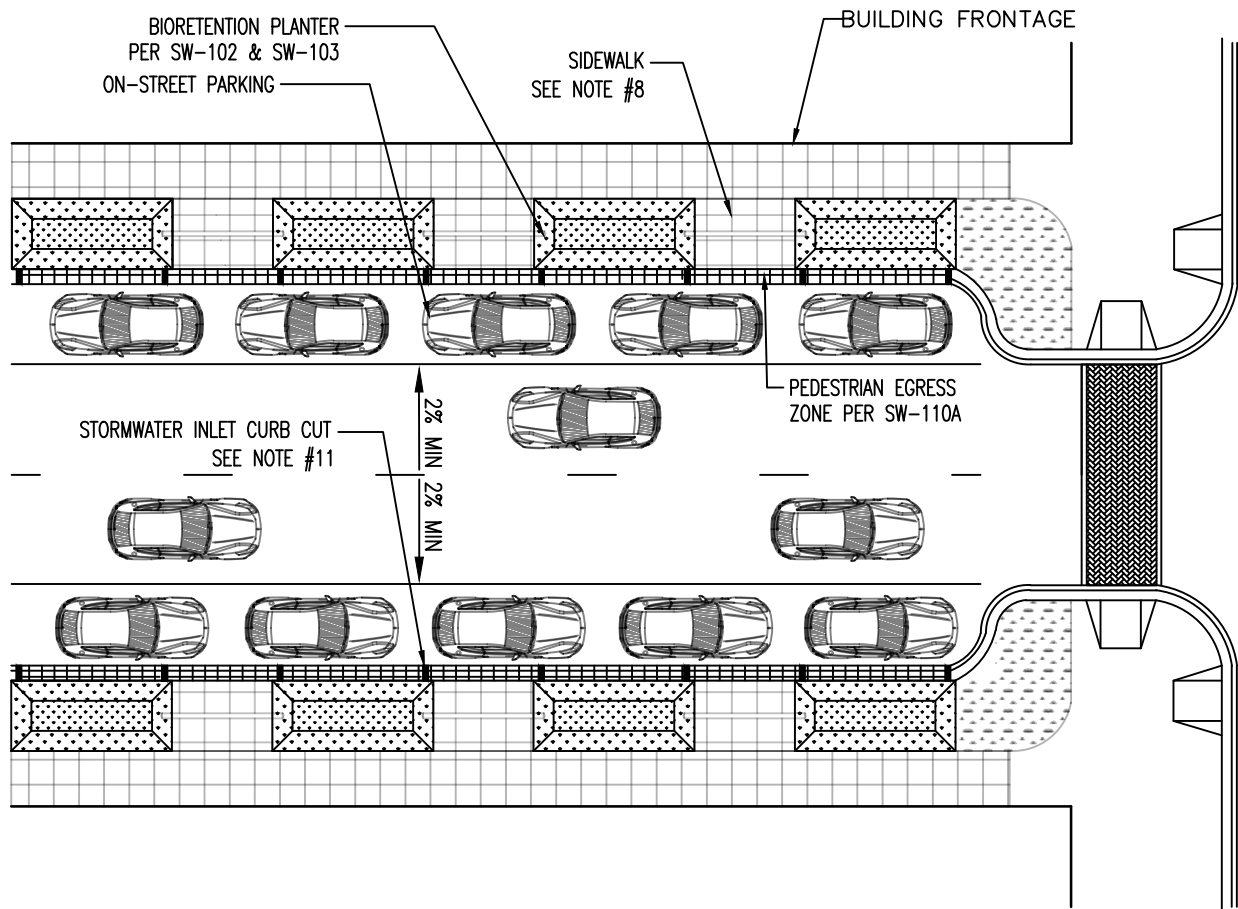 BIORETENTION PLANTER
PER SW-102 & SW-103
ON-STREET PARKING
SIDEWALK
SEE NOTE #8
BUILDING FRONTAGE
PEDESTRIAN EGRESS
ZONE PER SW-110A
STORMWATER INLET CURB CUT
SEE NOTE #11
2% MIN
2% MIN